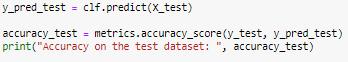 y_pred_test = clf.predict(X_test)
accuracy_test = metrics.accuracy_score(y_test, y_pred_test)
print("Accuracy on the test dataset: ", accuracy_test)